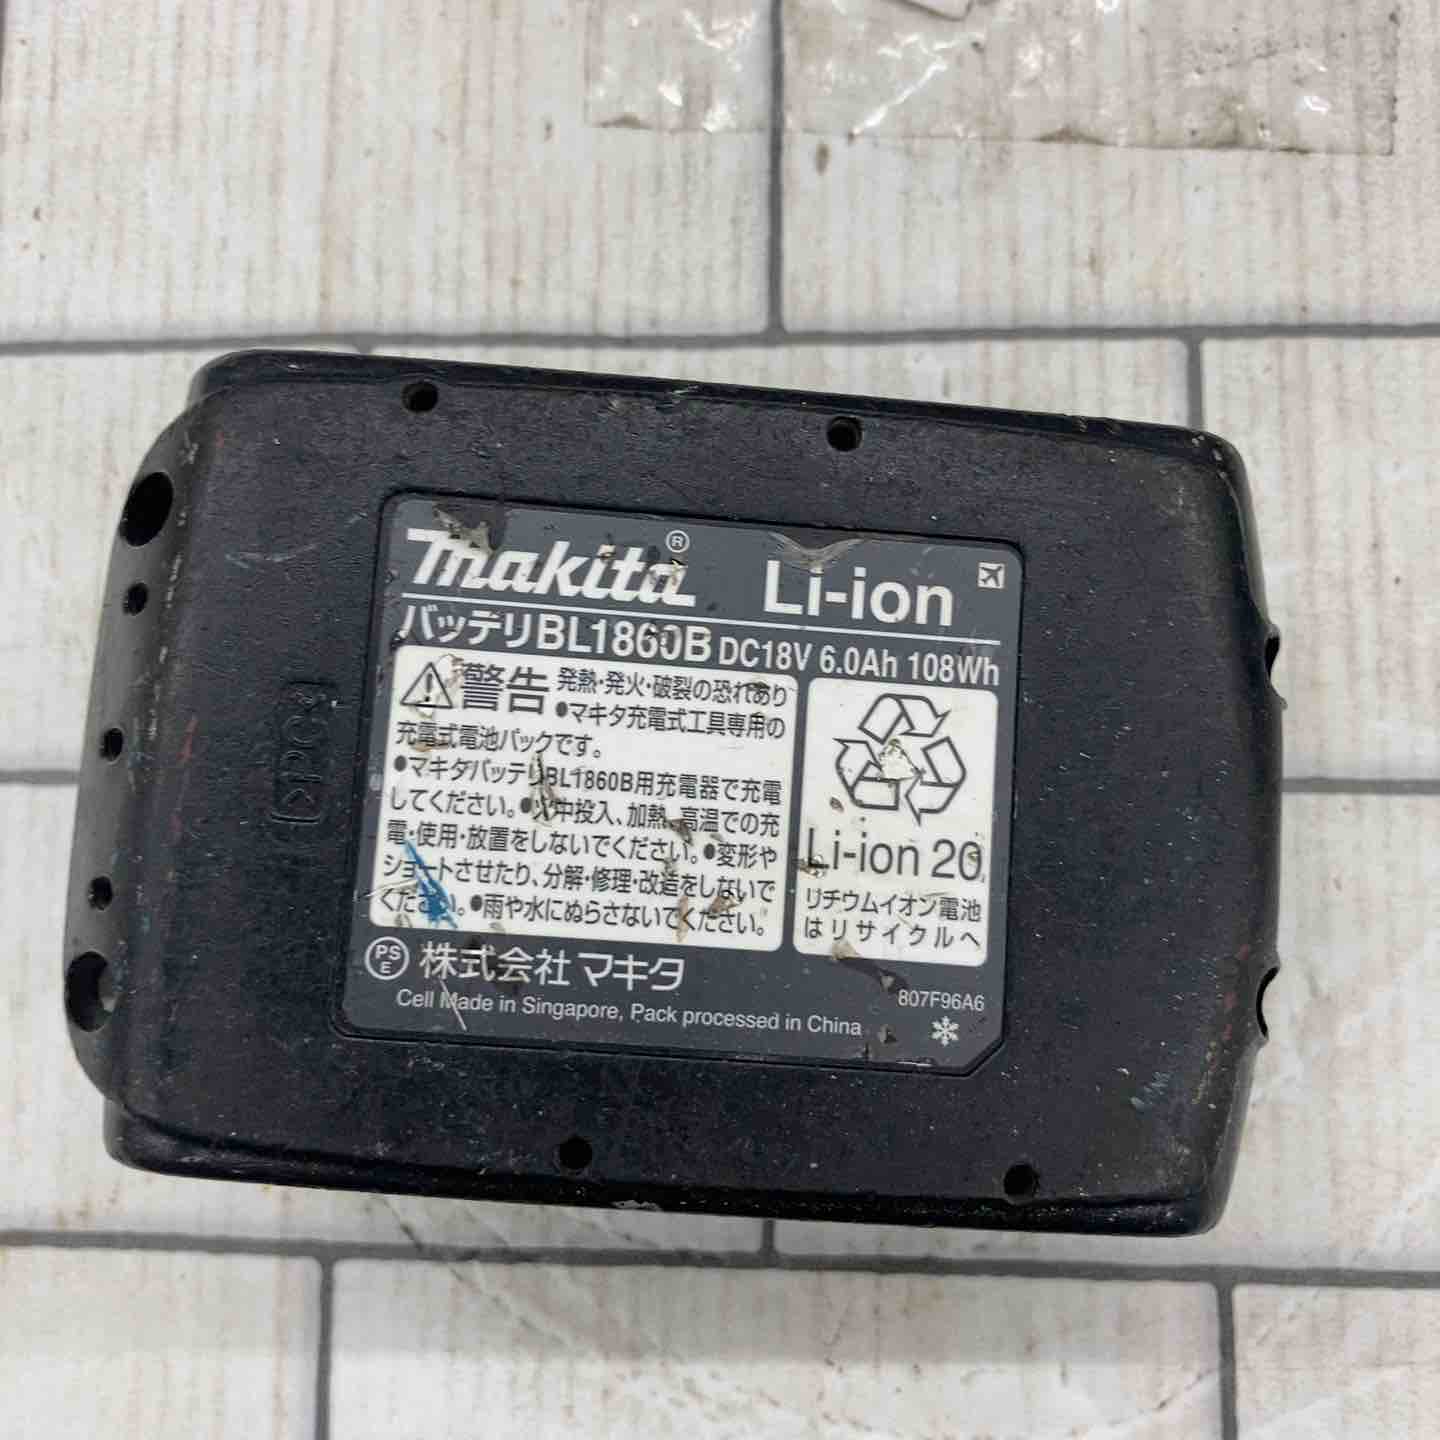 makita® Li-ion
バッテリBL1860B DC18V 6.0Ah 108Wh
警告 発熱・発火・破裂の恐れあり
●マキタ充電式工具専用の
充電式電池パックです。
●マキタバッテリBL1860B用充電器で充電
してください。●火中投入、加熱、高温での充
電・使用・放置をしないでください。●変形や
ショートさせたり、分解・修理・改造をしないで
ください。●雨や水にぬらさないでください。
Li-ion 20
リチウムイオン電池
はリサイクルへ
PS
E
株式会社マキタ
Cell Made in Singapore, Pack processed in China
807F96A6
>PC<